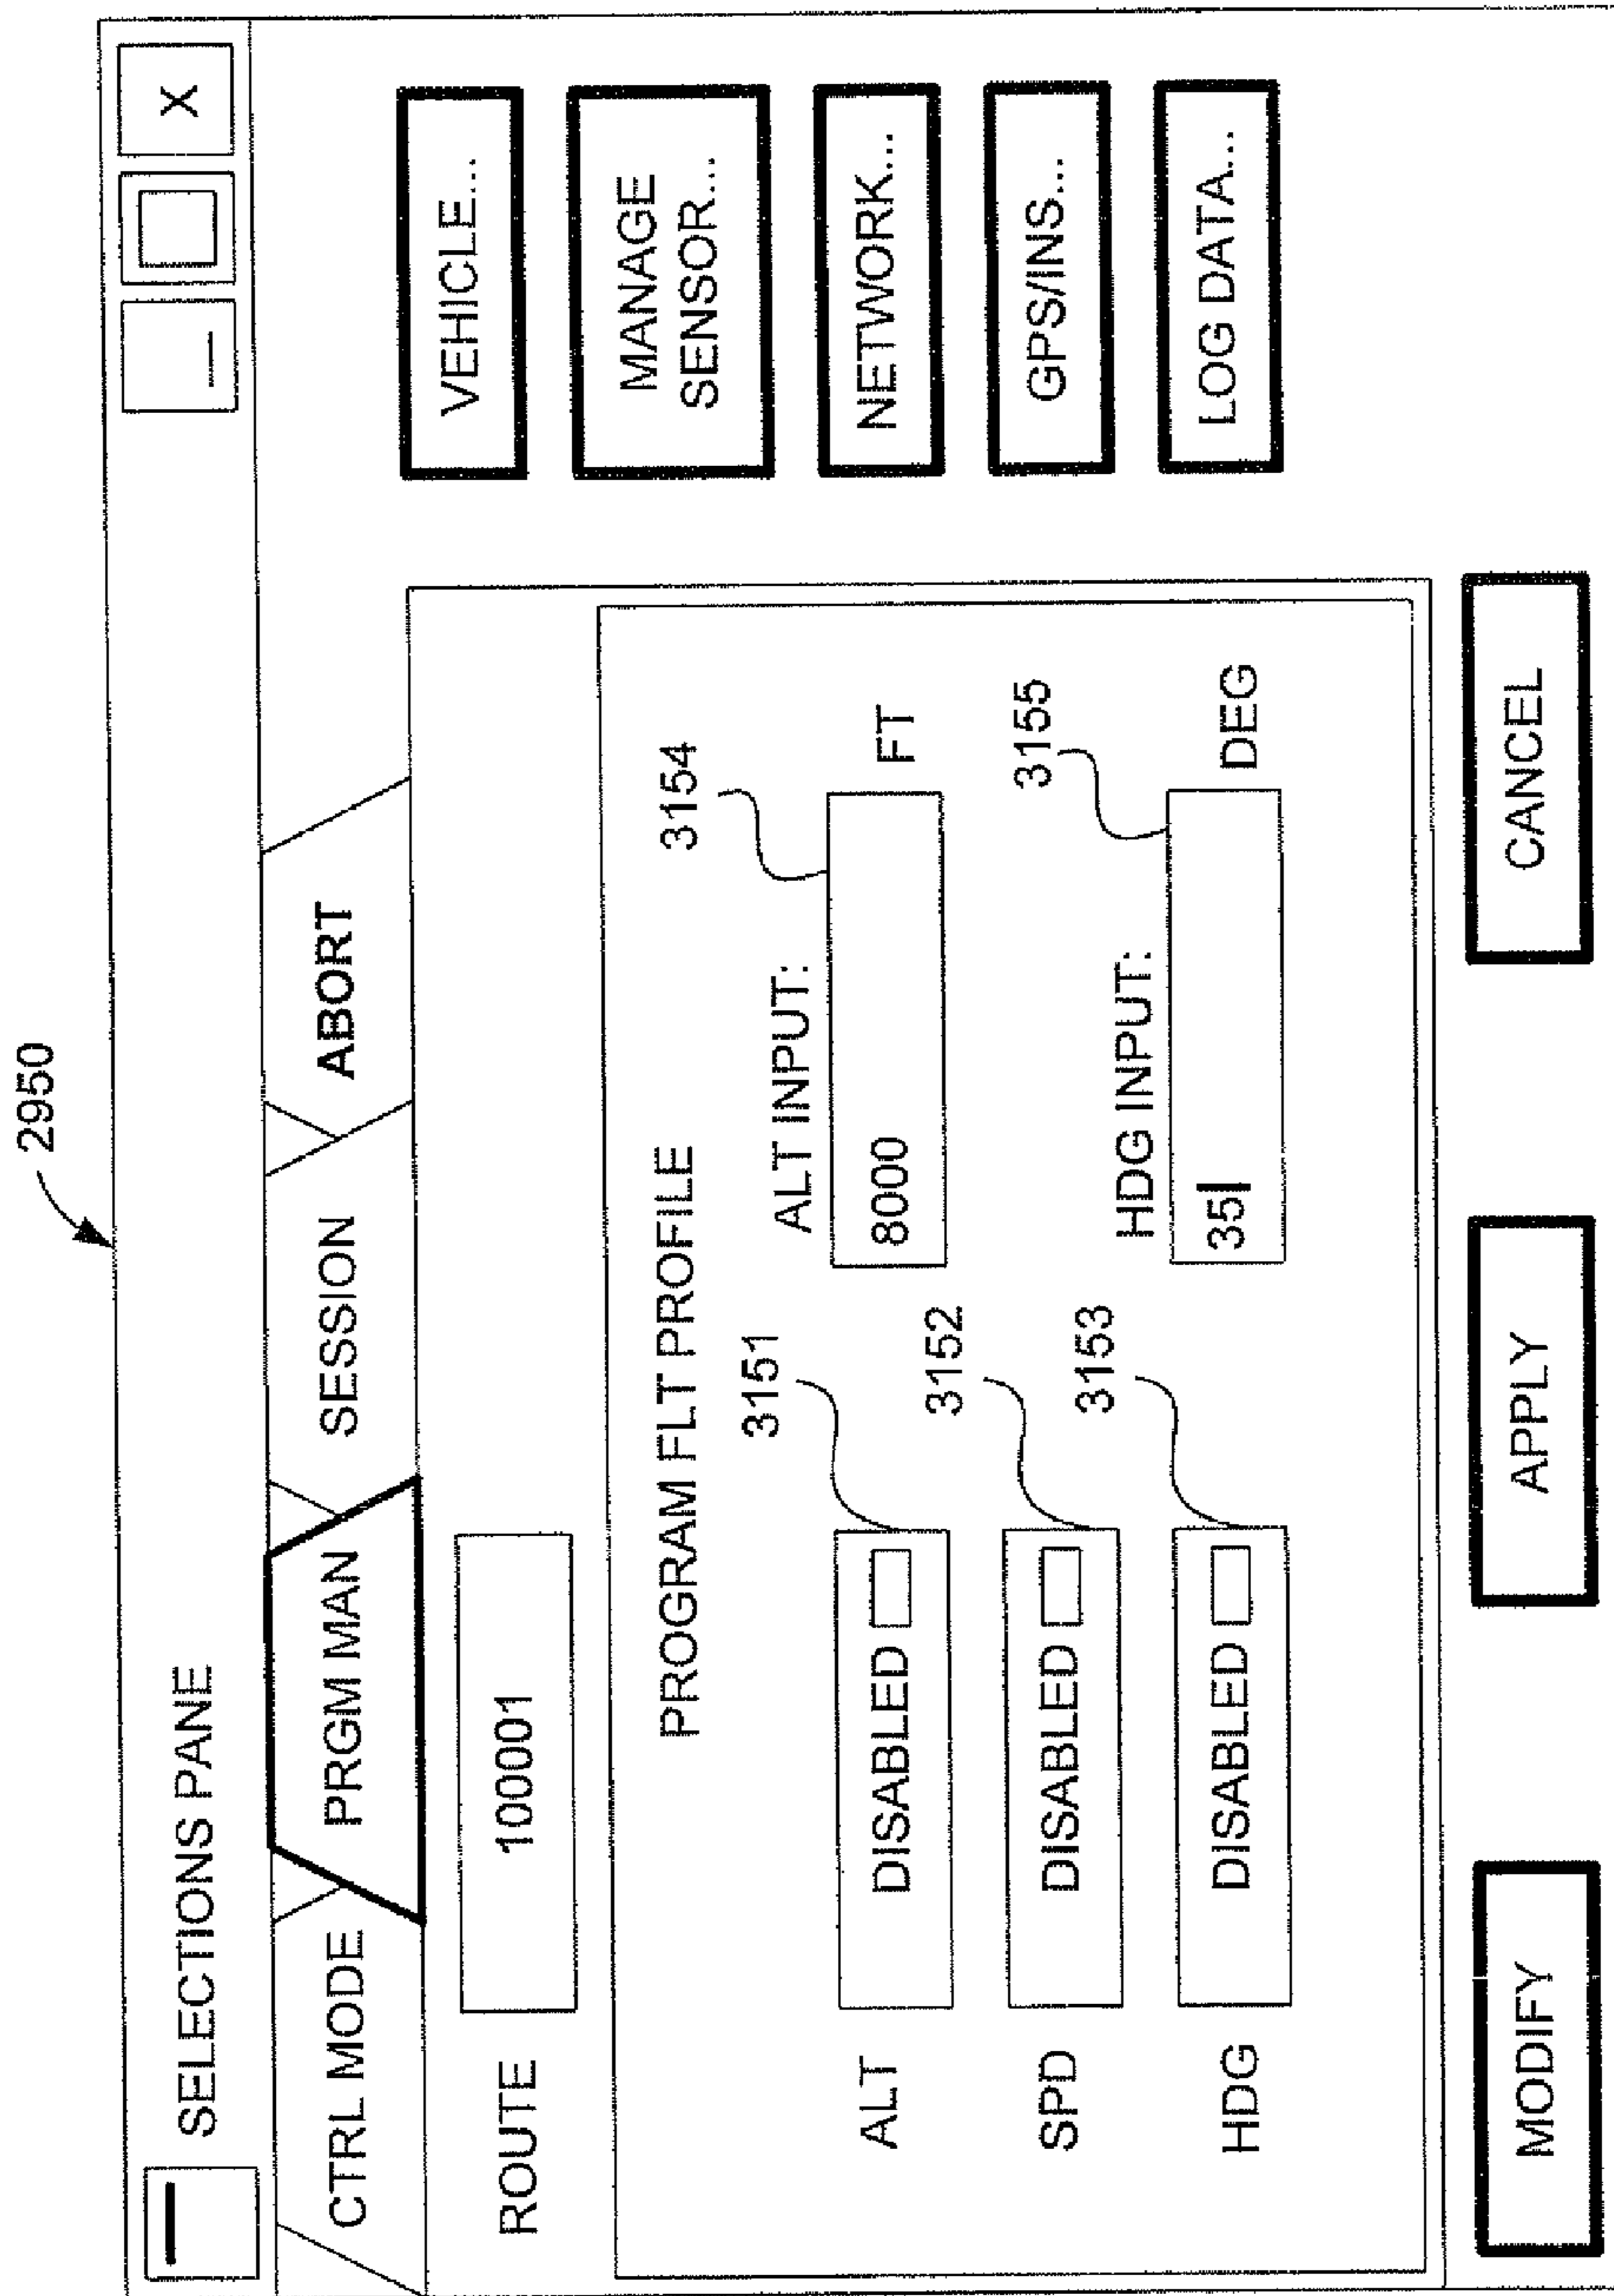 2950
SELECTIONS PANE
X
CTRL MODE
PRGM MAN
SESSION
ABORT
ROUTE
10001
VEHICLE...
MANAGE
SENSOR...
NETWORK...
GPS/INS...
LOG DATA...
PROGRAM FLT PROFILE
3151
3154
ALT
DISABLED
ALT INPUT:
8000
FT
3152
SPD
DISABLED
3153
3155
HDG
DISABLED
HDG INPUT:
35
DEG
MODIFY
APPLY
CANCEL